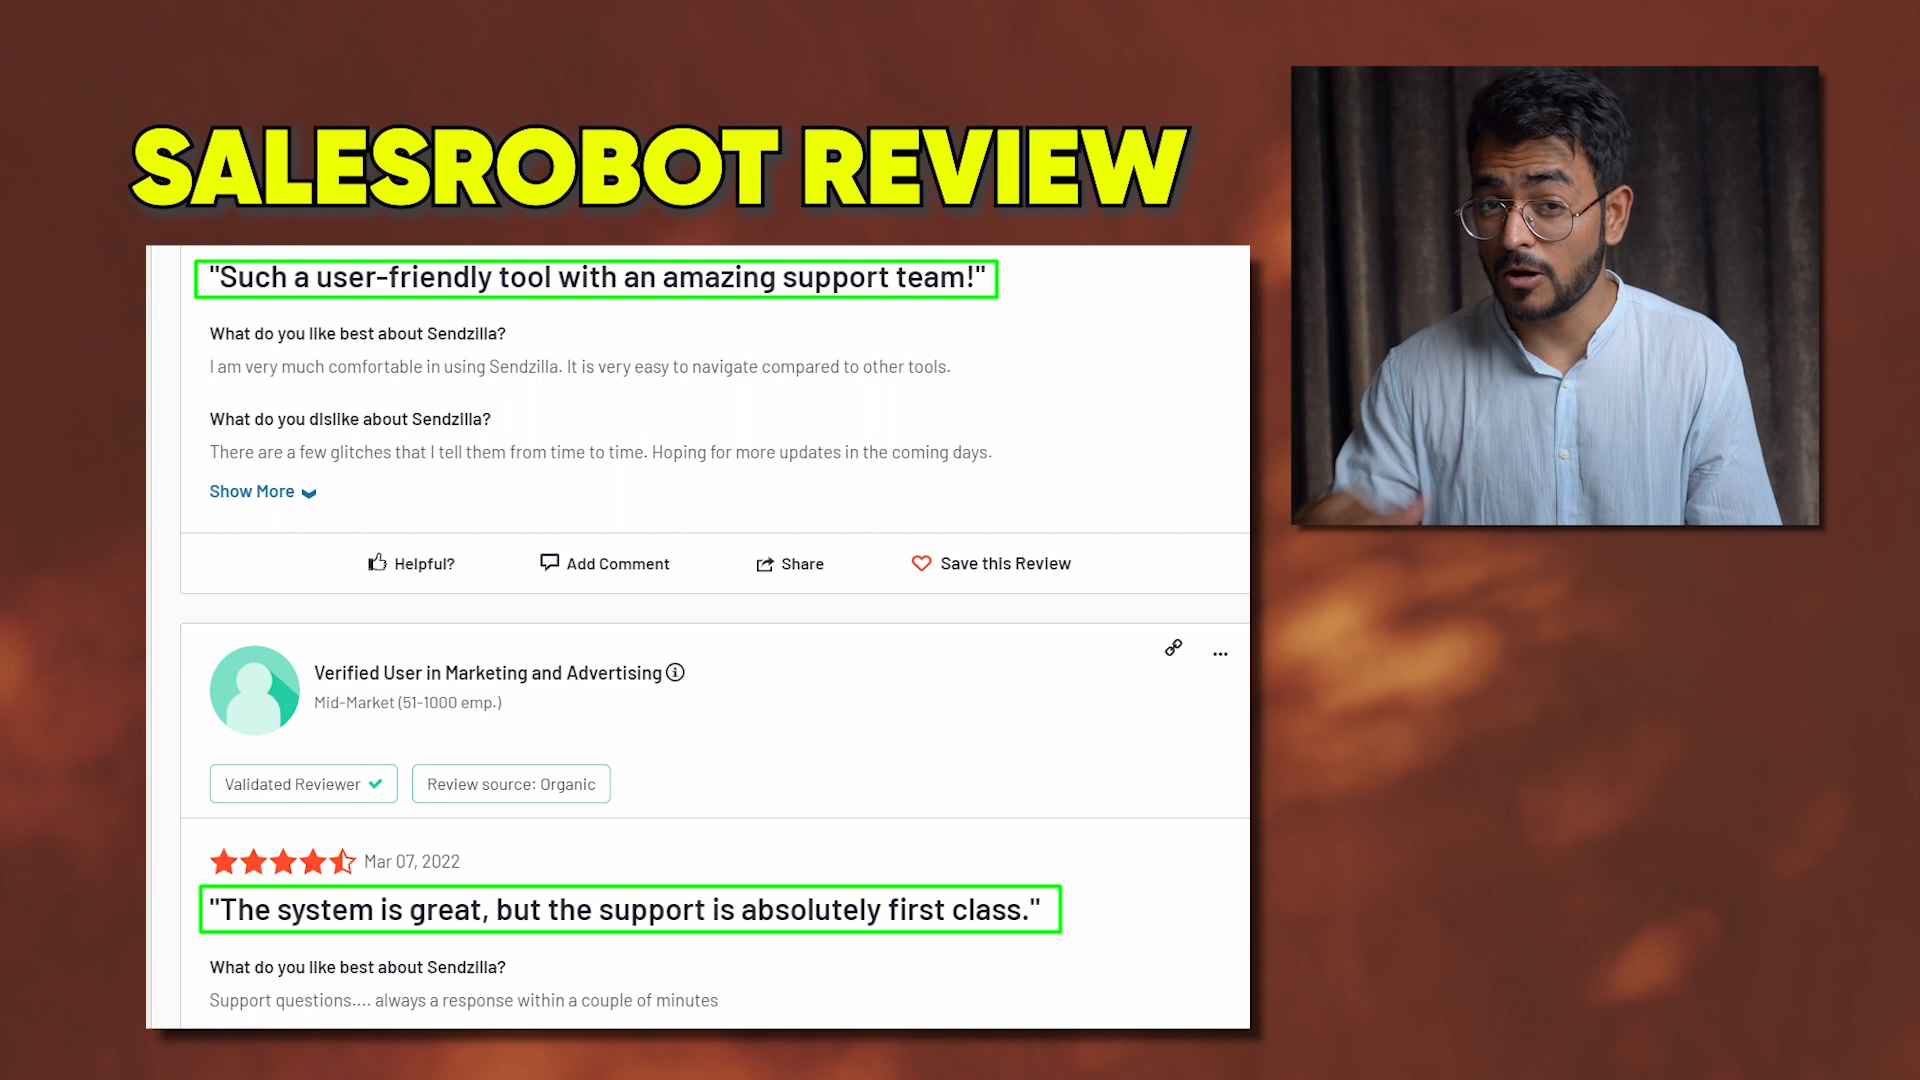 SALESROBOT REVIEW
"Such a user-friendly tool with an amazing support team!"
What do you like best about Sendzilla?
I am very much comfortable in using Sendzilla. It is very easy to navigate compared to other tools.
What do you dislike about Sendzilla?
There are a few glitches that I tell them from time to time. Hoping for more updates in the coming days.
Show More
Helpful? Add Comment Share Save this Review
Verified User in Marketing and Advertising
Mid-Market (51-1000 emp.)
Validated Reviewer Review source: Organic
Mar 07, 2022
"The system is great, but the support is absolutely first class."
What do you like best about Sendzilla?
Support questions.... always a response within a couple of minutes